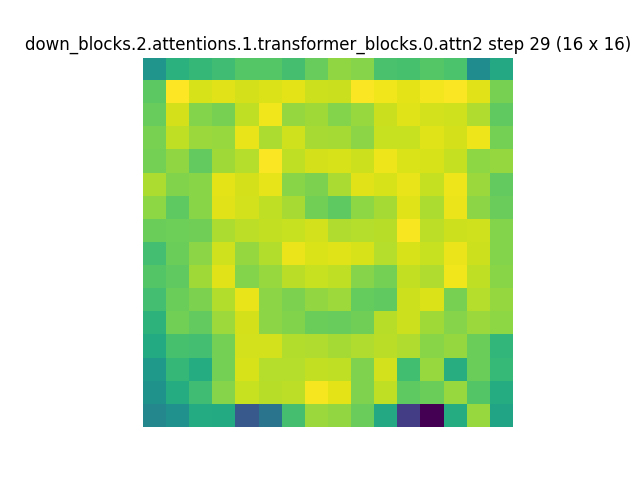 down_blocks.2.attentions.1.transformer_blocks.0.attn2 step 29 (16 x 16)